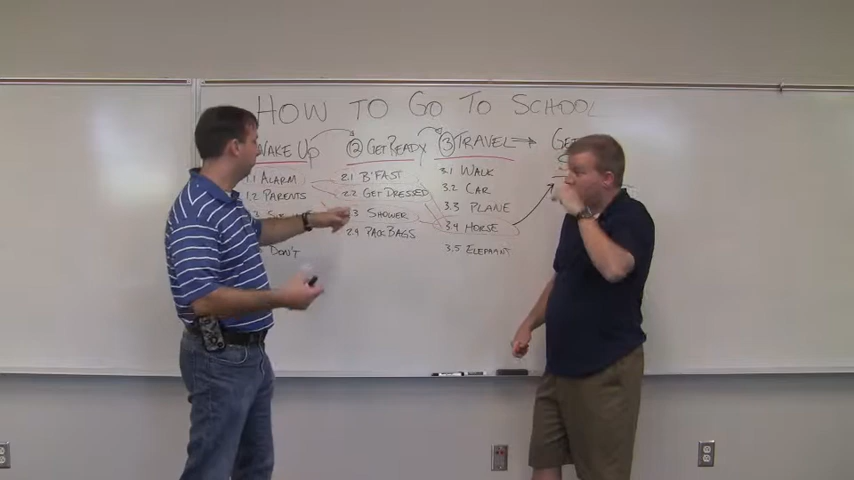 HOW TO GO TO SCHOOL
WAKE UP
1.1 ALARM
1.2 PARENTS
DON'T
② GET READY
2.1 B'FAST
2.2 GET DRESSED
3 SHOWER
2.4 PACK BAGS
③ TRAVEL
3.1 WALK
3.2 CAR
3.3 PLANE
3.4 HORSE
3.5 ELEPHANT